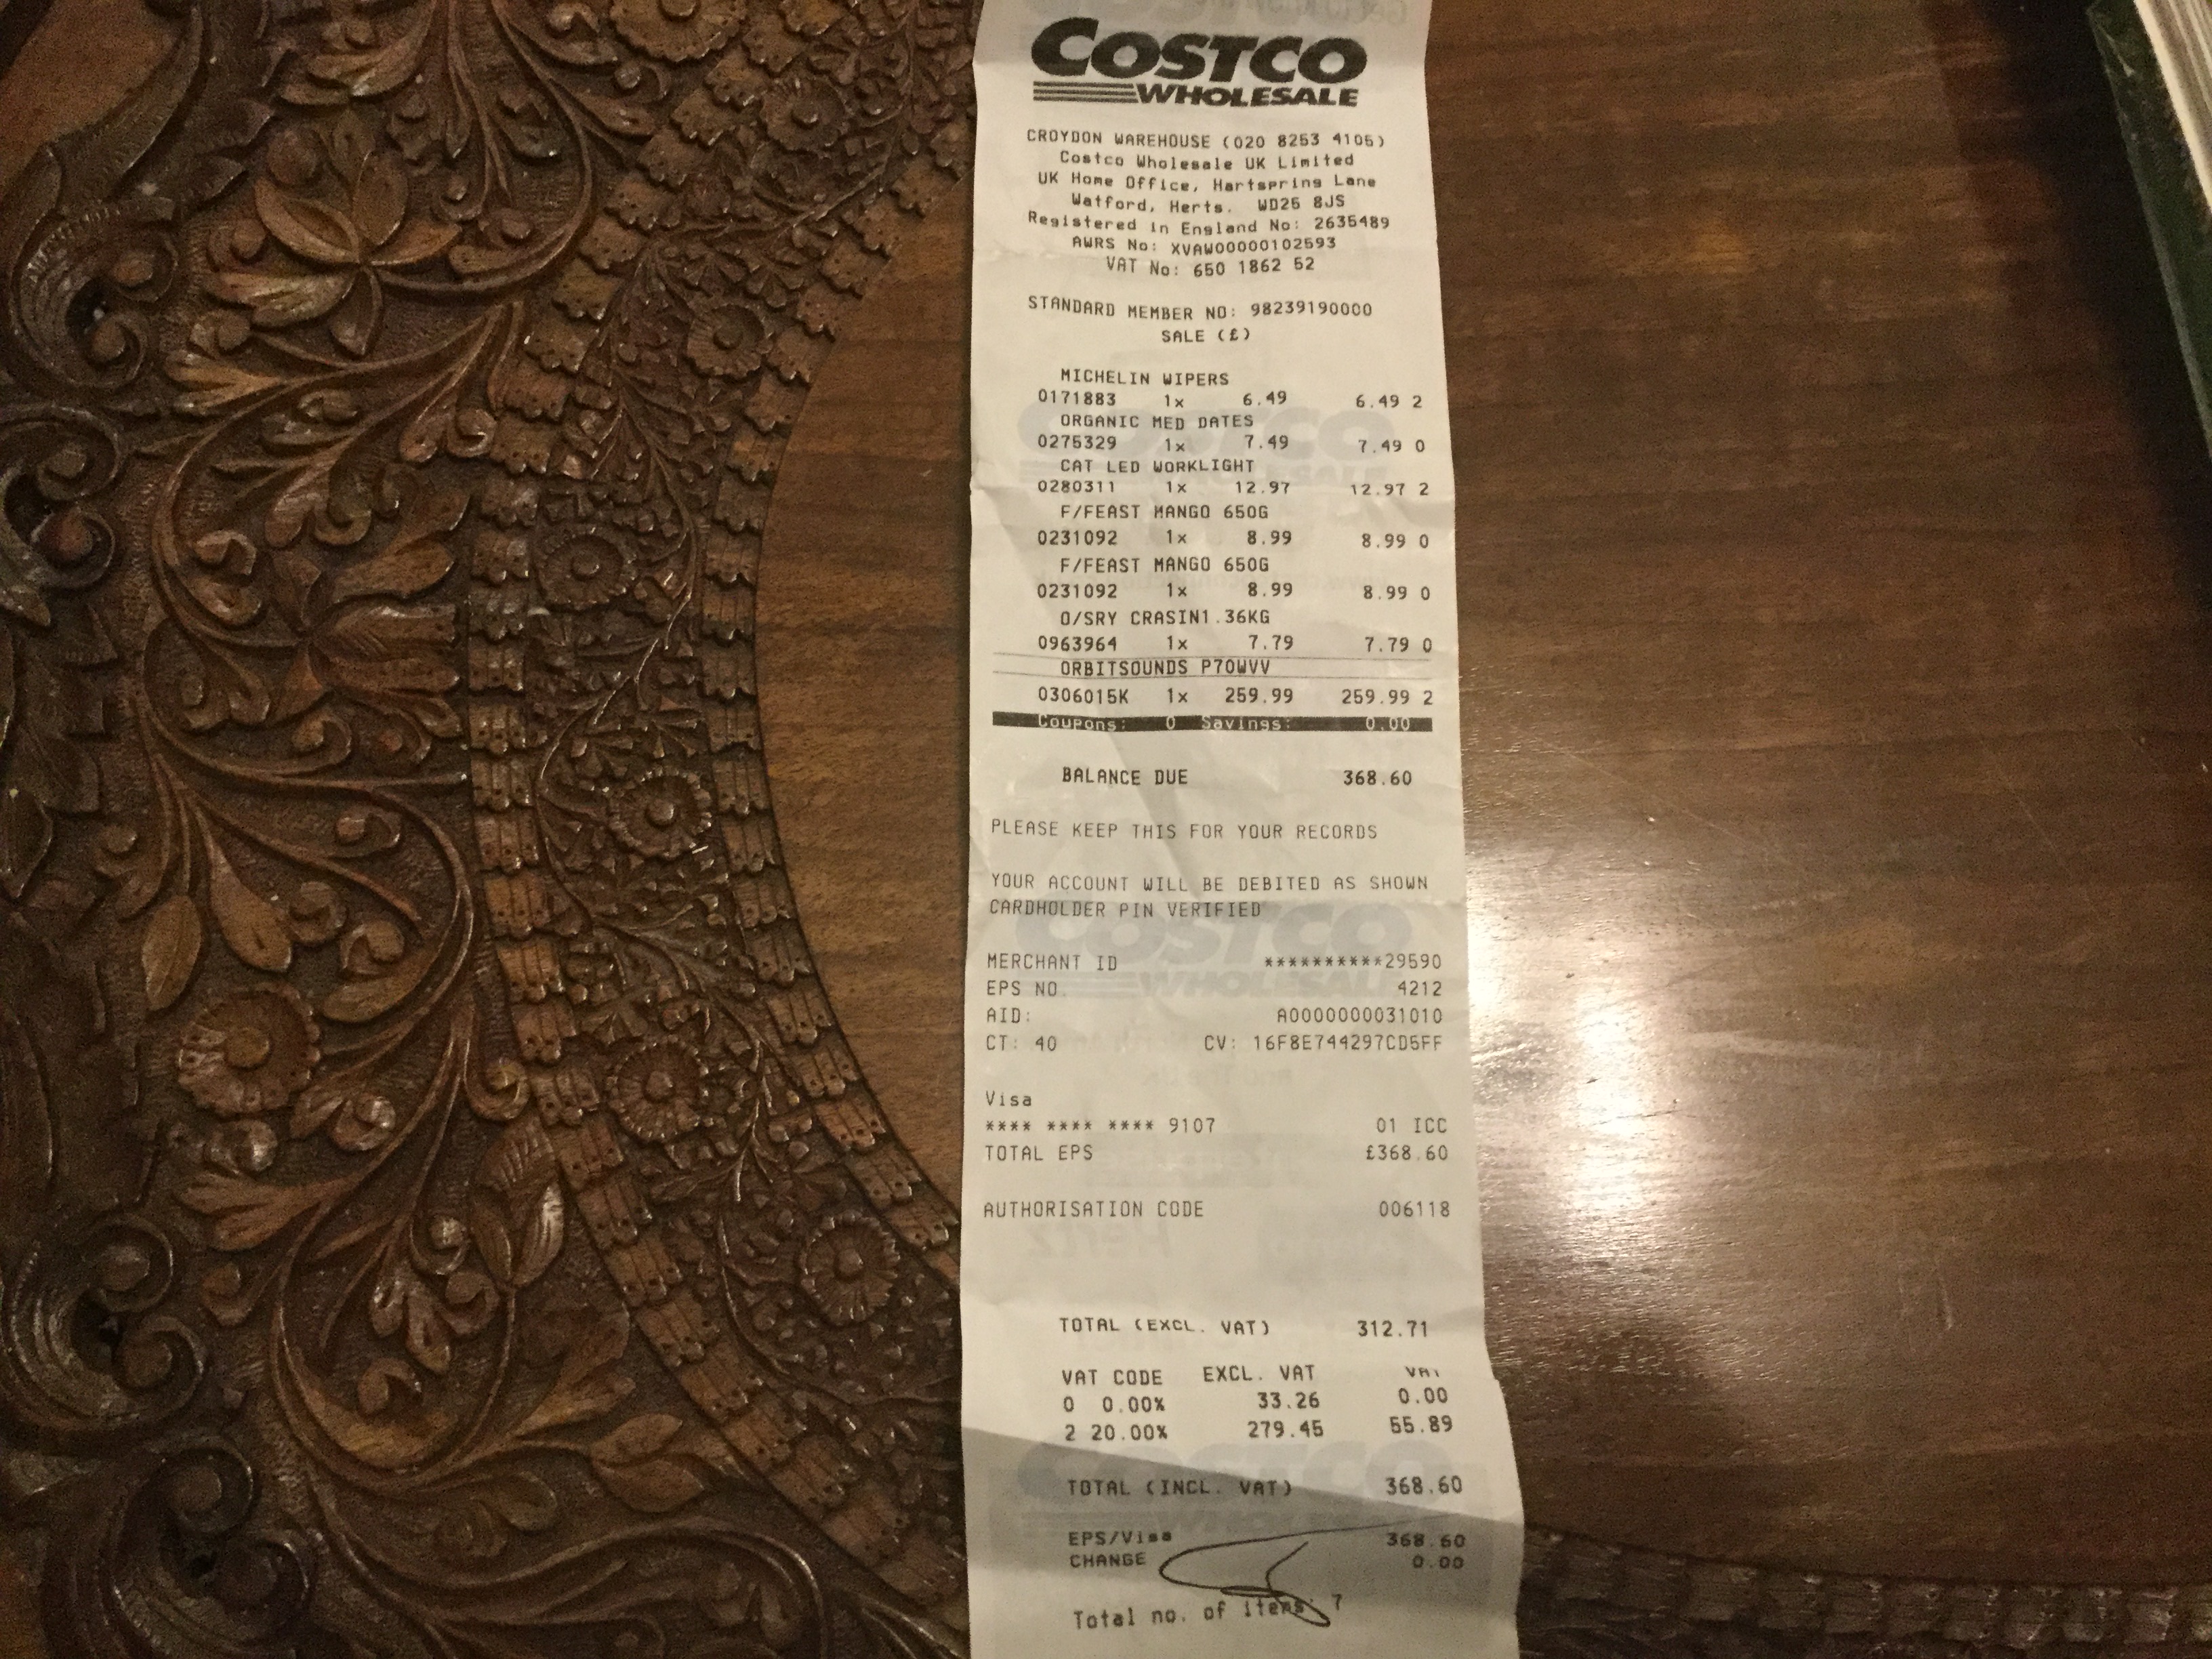 COSTCO
WHOLESALE
CROYDON WAREHOUSE (020 8253 4105)
Costco Wholesale UK Limited
UK Home Office, Hartspring Lane
Watford, Herts. WD25 8JS
Registered in England No: 2635489
AWRS No: XVAW00000102593
VAT No: 650 1862 52
STANDARD MEMBER NO: 98239190000
SALE (£)
MICHELIN WIPERS
0171883 1x 6.49 6.49 2
ORGANIC MED DATES
0275329 1x 7.49 7.49 0
CAT LED WORKLIGHT
0280311 1x 12.97 12.97 2
F/FEAST MANGO 650G
0231092 1x 8.99 8.99 0
F/FEAST MANGO 650G
0231092 1x 8.99 8.99 0
O/SRY CRASIN1.36KG
0963964 1x 7.79 7.79 0
ORBITSOUNDS P70WVV
0306015K 1x 259.99 259.99 2
Coupons: 0 Savings: 0.00
BALANCE DUE 368.60
PLEASE KEEP THIS FOR YOUR RECORDS
YOUR ACCOUNT WILL BE DEBITED AS SHOWN
CARDHOLDER PIN VERIFIED
MERCHANT ID **********29590
EPS NO. 4212
AID: A0000000031010
CT: 40 CV: 16F8E744297CD5FF
Visa
**** **** **** 9107 01 ICC
TOTAL EPS £368.60
AUTHORISATION CODE 006118
TOTAL (EXCL. VAT) 312.71
VAT CODE EXCL. VAT VAT
0 0.00% 33.26 0.00
2 20.00% 279.45 55.89
TOTAL (INCL. VAT) 368.60
EPS/Visa 368.60
CHANGE 0.00
Total no. of items: 7